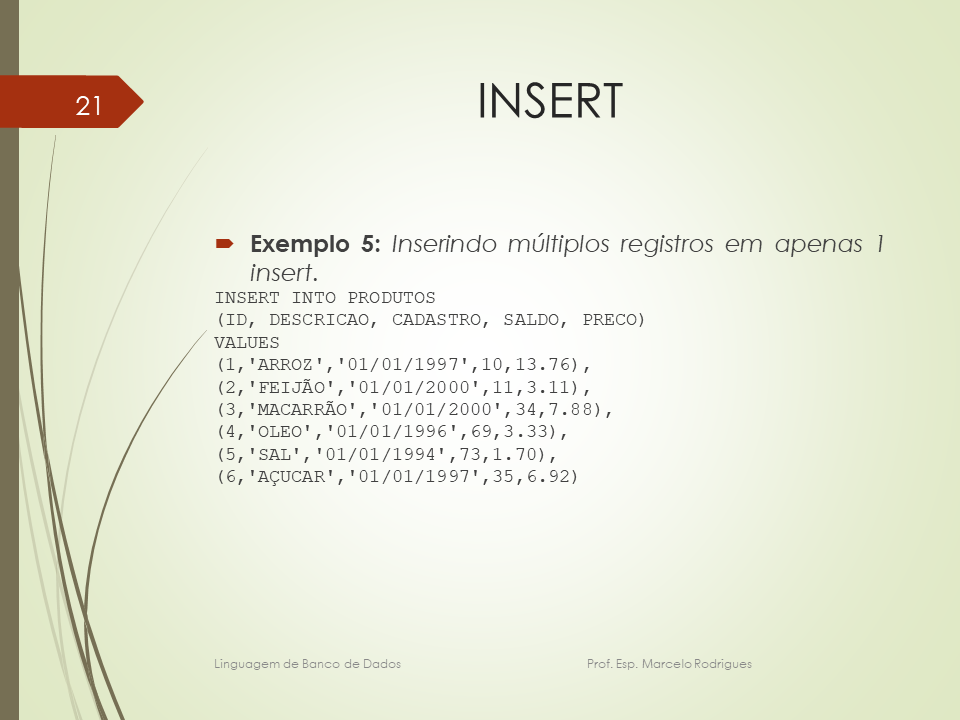 21
INSERT
Exemplo 5: Inserindo múltiplos registros em apenas 1
insert.
INSERT INTO PRODUTOS
(ID, DESCRICAO, CADASTRO, SALDO, PRECO)
VALUES
(1,'ARROZ','01/01/1997',10,13.76),
(2,'FEIJÃO','01/01/2000',11,3.11),
(3,'MACARRÃO','01/01/2000',34,7.88),
(4,'OLEO','01/01/1996',69,3.33),
(5,'SAL','01/01/1994',73,1.70),
(6,'AÇUCAR','01/01/1997',35,6.92)
Linguagem de Banco de Dados Prof. Esp. Marcelo Rodrigues